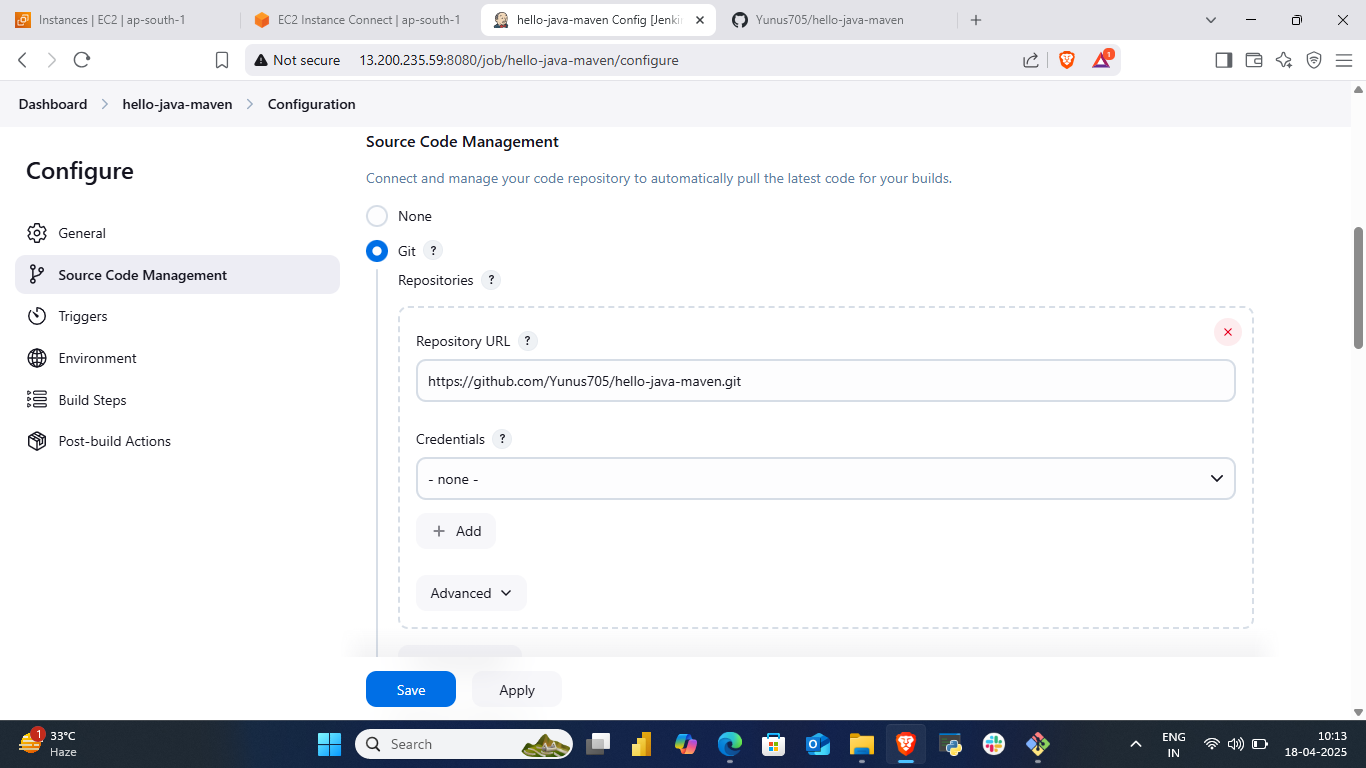 Instances | EC2 | ap-south-1
EC2 Instance Connect | ap-south-1
hello-java-maven Config [Jenki
Yunus705/hello-java-maven
Not secure
13.200.235.59:8080/job/hello-java-maven/configure
1
Dashboard
hello-java-maven
Configuration
Configure
General
Source Code Management
Triggers
Environment
Build Steps
Post-build Actions
Source Code Management
Connect and manage your code repository to automatically pull the latest code for your builds.
None
Git ?
Repositories ?
Repository URL ?
https://github.com/Yunus705/hello-java-maven.git
Credentials ?
- none -
+ Add
Advanced
Save
Apply
1
33°C
Haze
Search
ENG
IN
10:13
18-04-2025